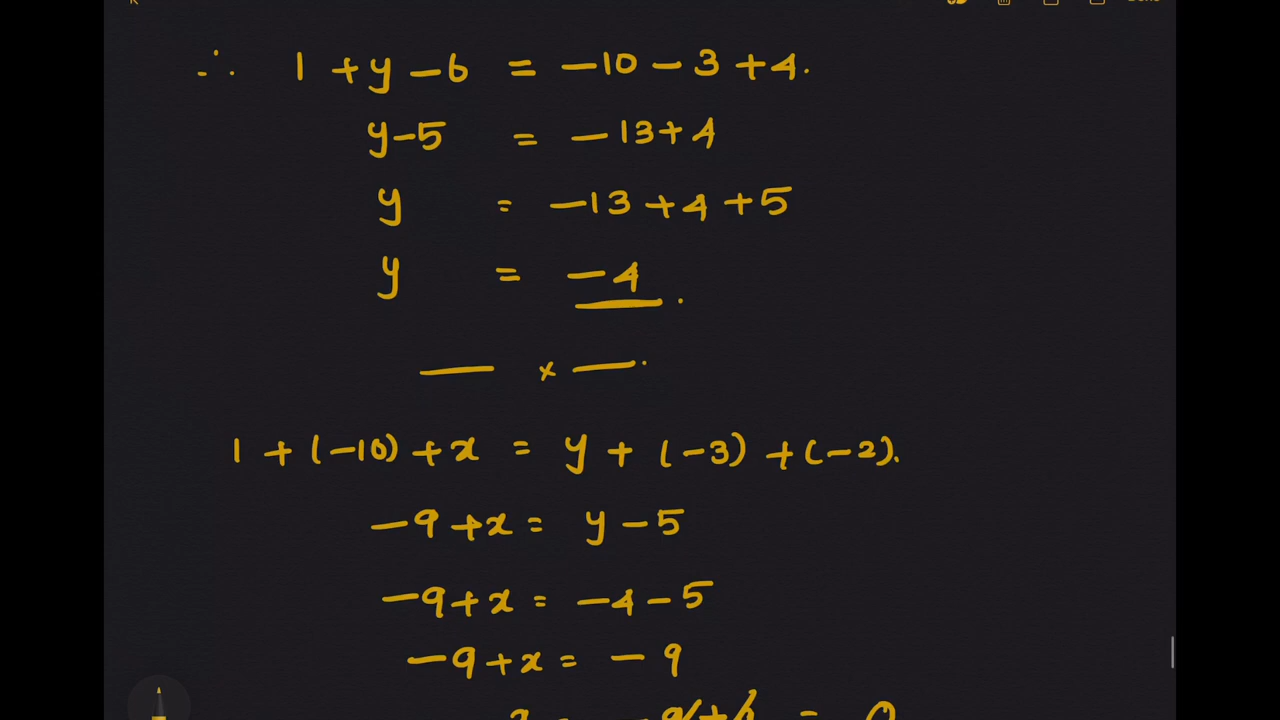 ∴ 1 + y - 6 = -10 - 3 + 4.
y - 5 = -13 + 4
y = -13 + 4 + 5
y = -4.
— × —.
1 + (-10) + x = y + (-3) + (-2).
-9 + x = y - 5
-9 + x = -4 - 5
-9 + x = -9
= 0